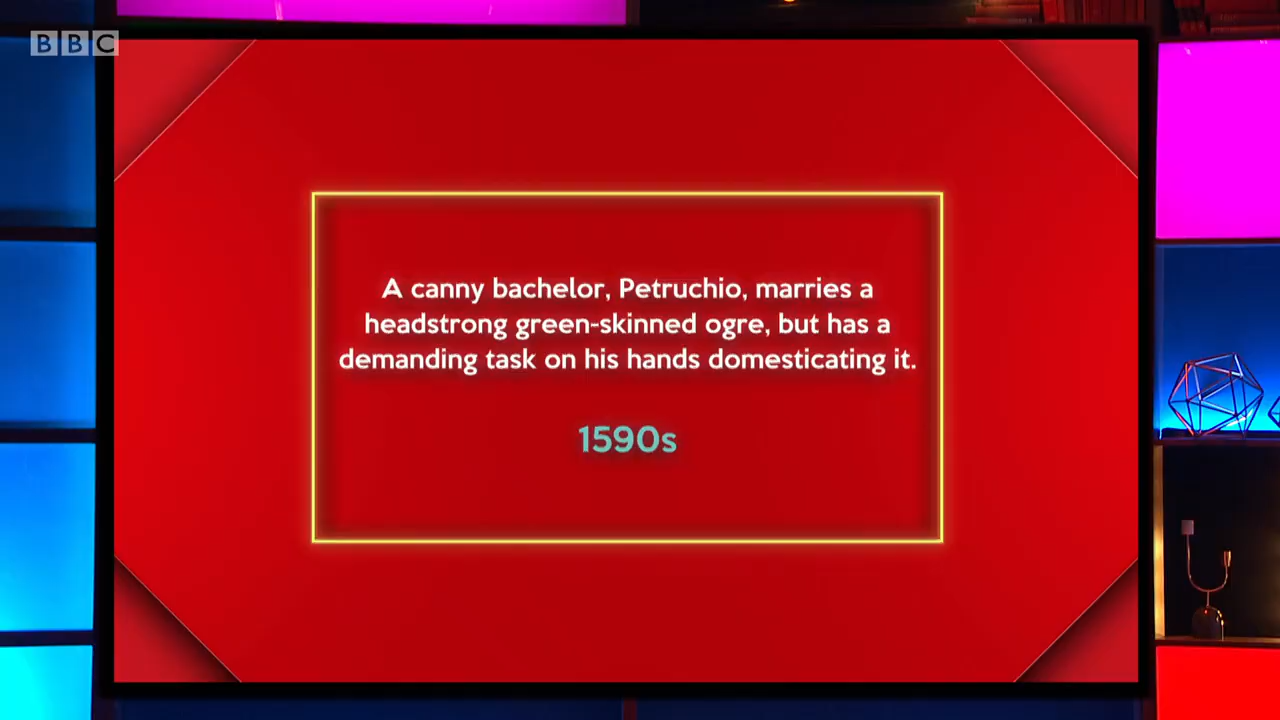 BBC
A canny bachelor, Petruchio, marries a
headstrong green-skinned ogre, but has a
demanding task on his hands domesticating it.
1590s